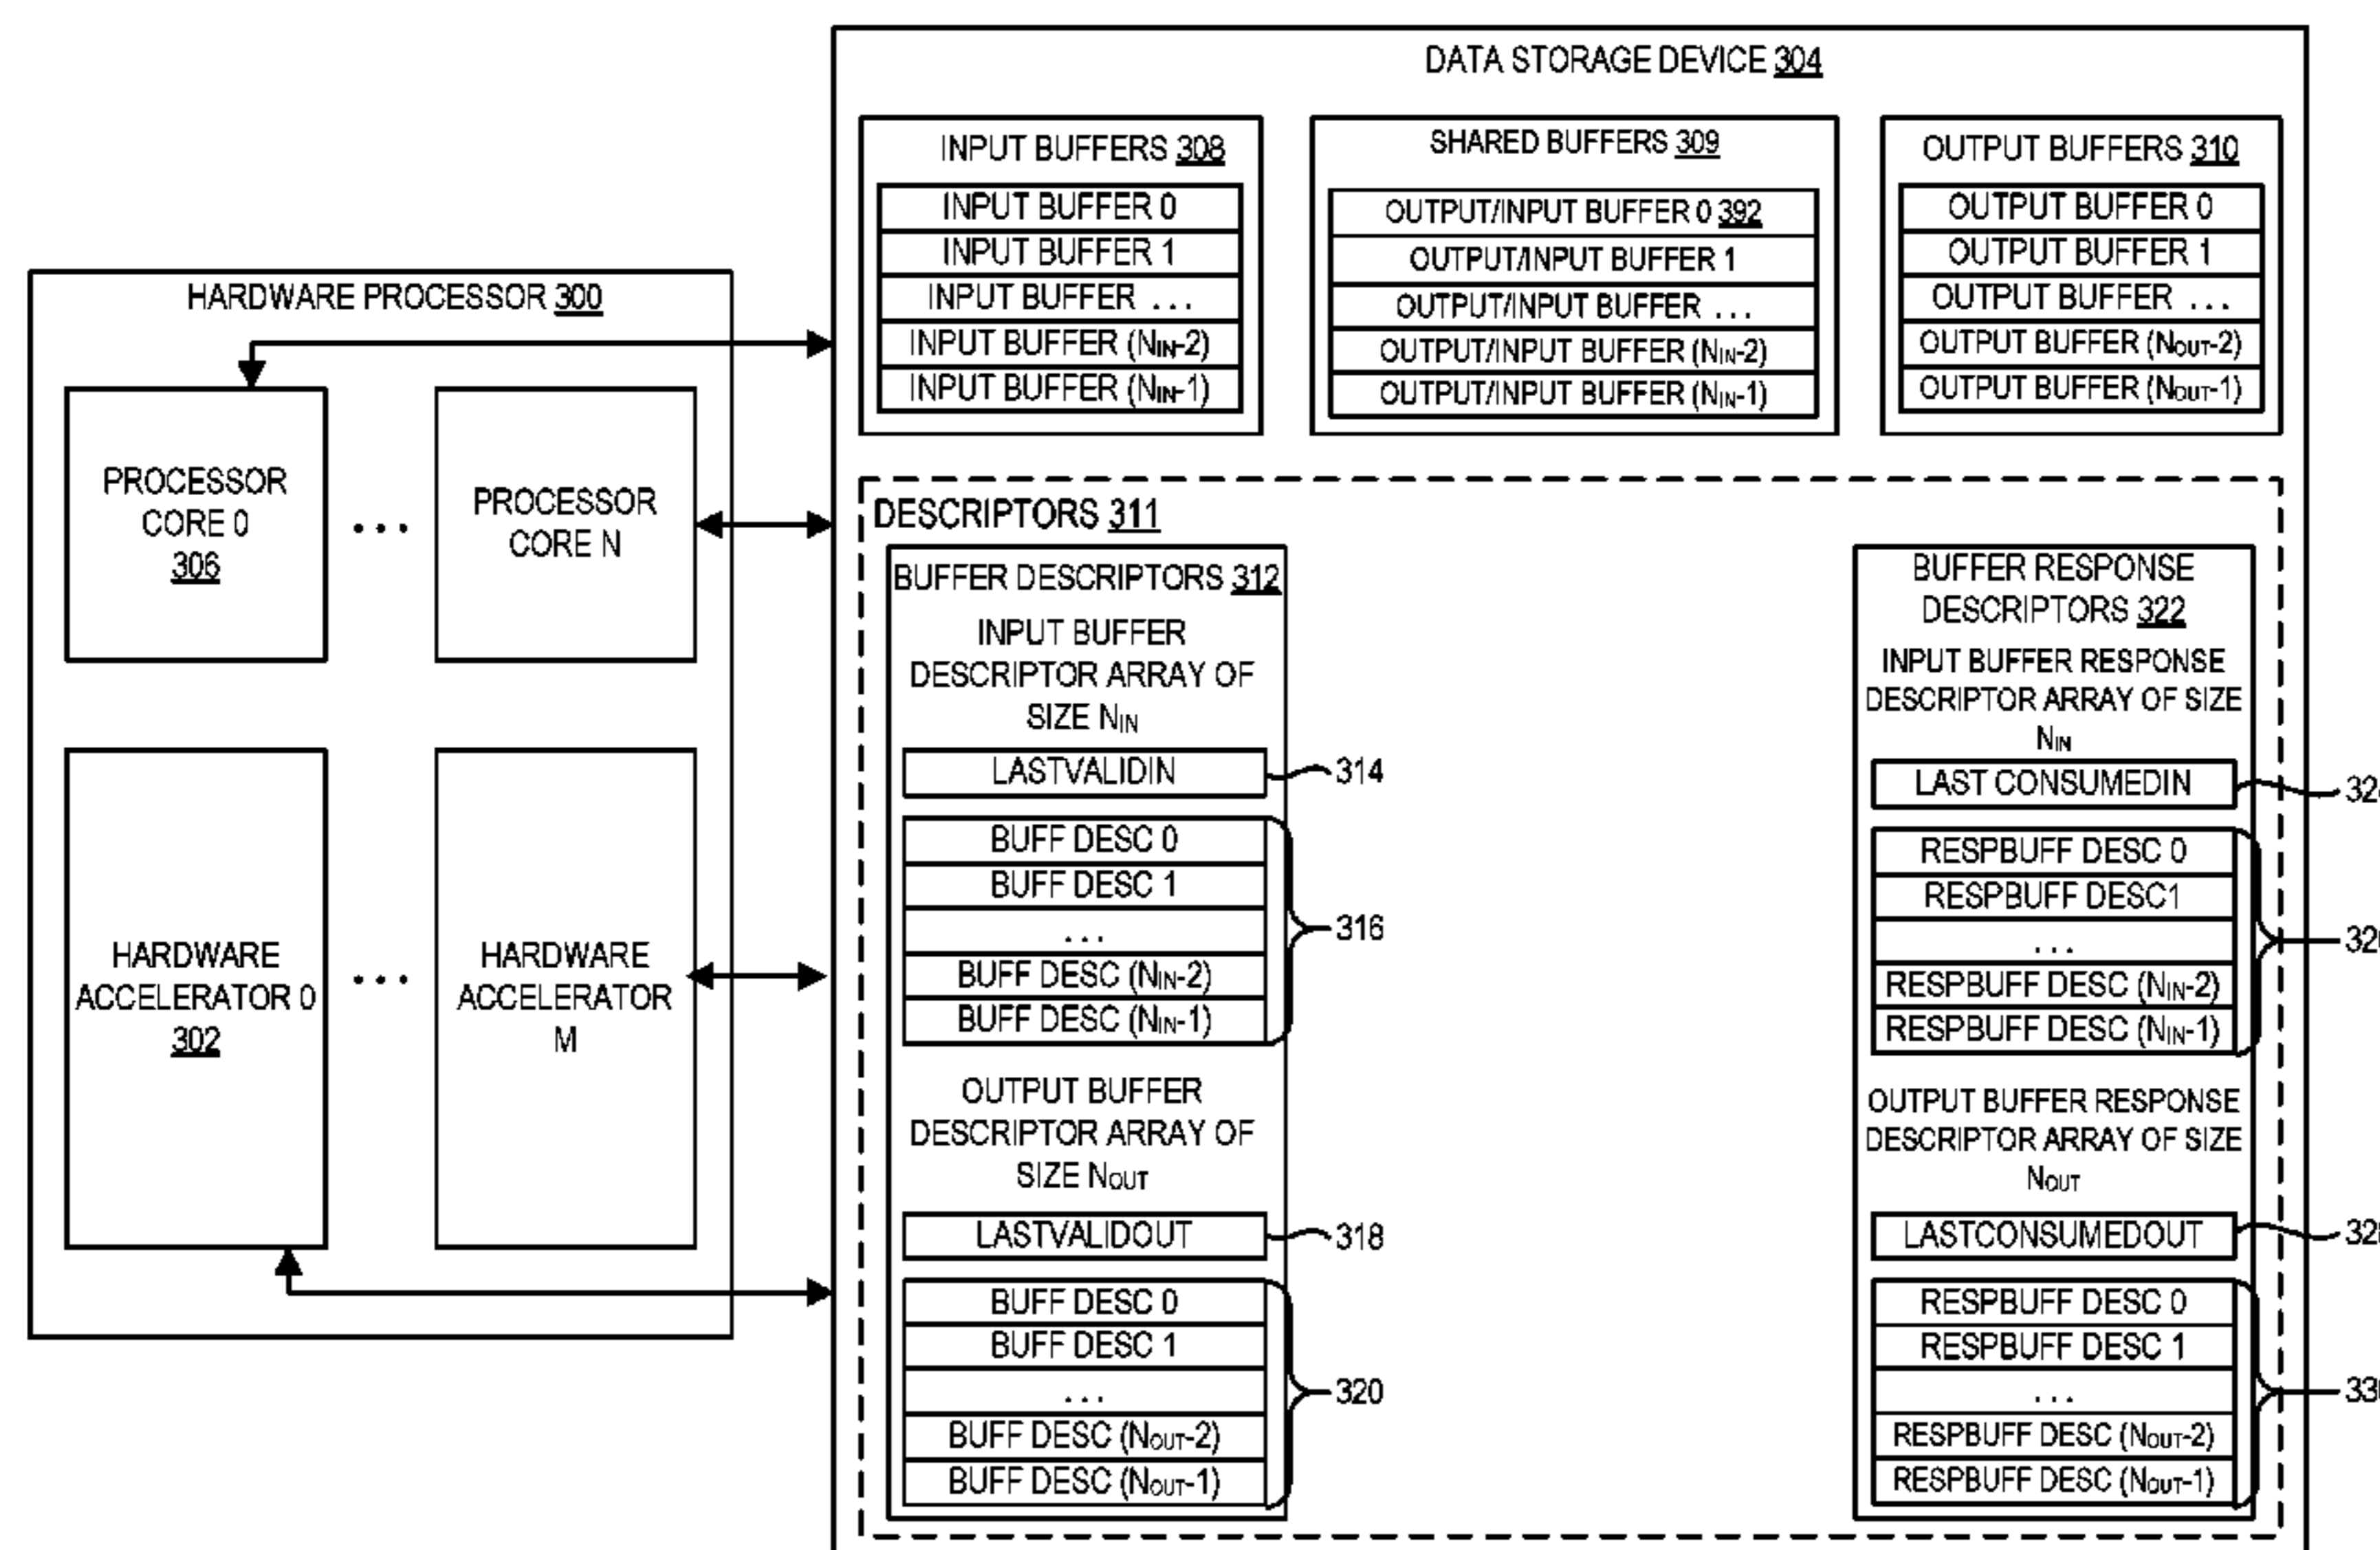 DATA STORAGE DEVICE 304
INPUT BUFFERS 308
INPUT BUFFER 0
INPUT BUFFER 1
INPUT BUFFER ...
INPUT BUFFER (NIN-2)
INPUT BUFFER (NIN-1)
SHARED BUFFERS 309
OUTPUT/INPUT BUFFER 0 392
OUTPUT/INPUT BUFFER 1
OUTPUT/INPUT BUFFER ...
OUTPUT/INPUT BUFFER (NIN-2)
OUTPUT/INPUT BUFFER (NIN-1)
OUTPUT BUFFERS 310
OUTPUT BUFFER 0
OUTPUT BUFFER 1
OUTPUT BUFFER ...
OUTPUT BUFFER (NOUT-2)
OUTPUT BUFFER (NOUT-1)
HARDWARE PROCESSOR 300
PROCESSOR
CORE 0
306
...
PROCESSOR
CORE N
HARDWARE
ACCELERATOR 0
302
...
HARDWARE
ACCELERATOR
M
DESCRIPTORS 311
BUFFER DESCRIPTORS 312
INPUT BUFFER
DESCRIPTOR ARRAY OF
SIZE NIN
LASTVALIDIN
314
BUFF DESC 0
BUFF DESC 1
...
BUFF DESC (NIN-2)
BUFF DESC (NIN-1)
316
OUTPUT BUFFER
DESCRIPTOR ARRAY OF
SIZE NOUT
LASTVALIDOUT
318
BUFF DESC 0
BUFF DESC 1
...
BUFF DESC (NOUT-2)
BUFF DESC (NOUT-1)
320
BUFFER RESPONSE
DESCRIPTORS 322
INPUT BUFFER RESPONSE
DESCRIPTOR ARRAY OF SIZE
NIN
LAST CONSUMEDIN
RESPBUFF DESC 0
RESPBUFF DESC1
...
RESPBUFF DESC (NIN-2)
RESPBUFF DESC (NIN-1)
OUTPUT BUFFER RESPONSE
DESCRIPTOR ARRAY OF SIZE
NOUT
LASTCONSUMEDOUT
RESPBUFF DESC 0
RESPBUFF DESC 1
...
RESPBUFF DESC (NOUT-2)
RESPBUFF DESC (NOUT-1)